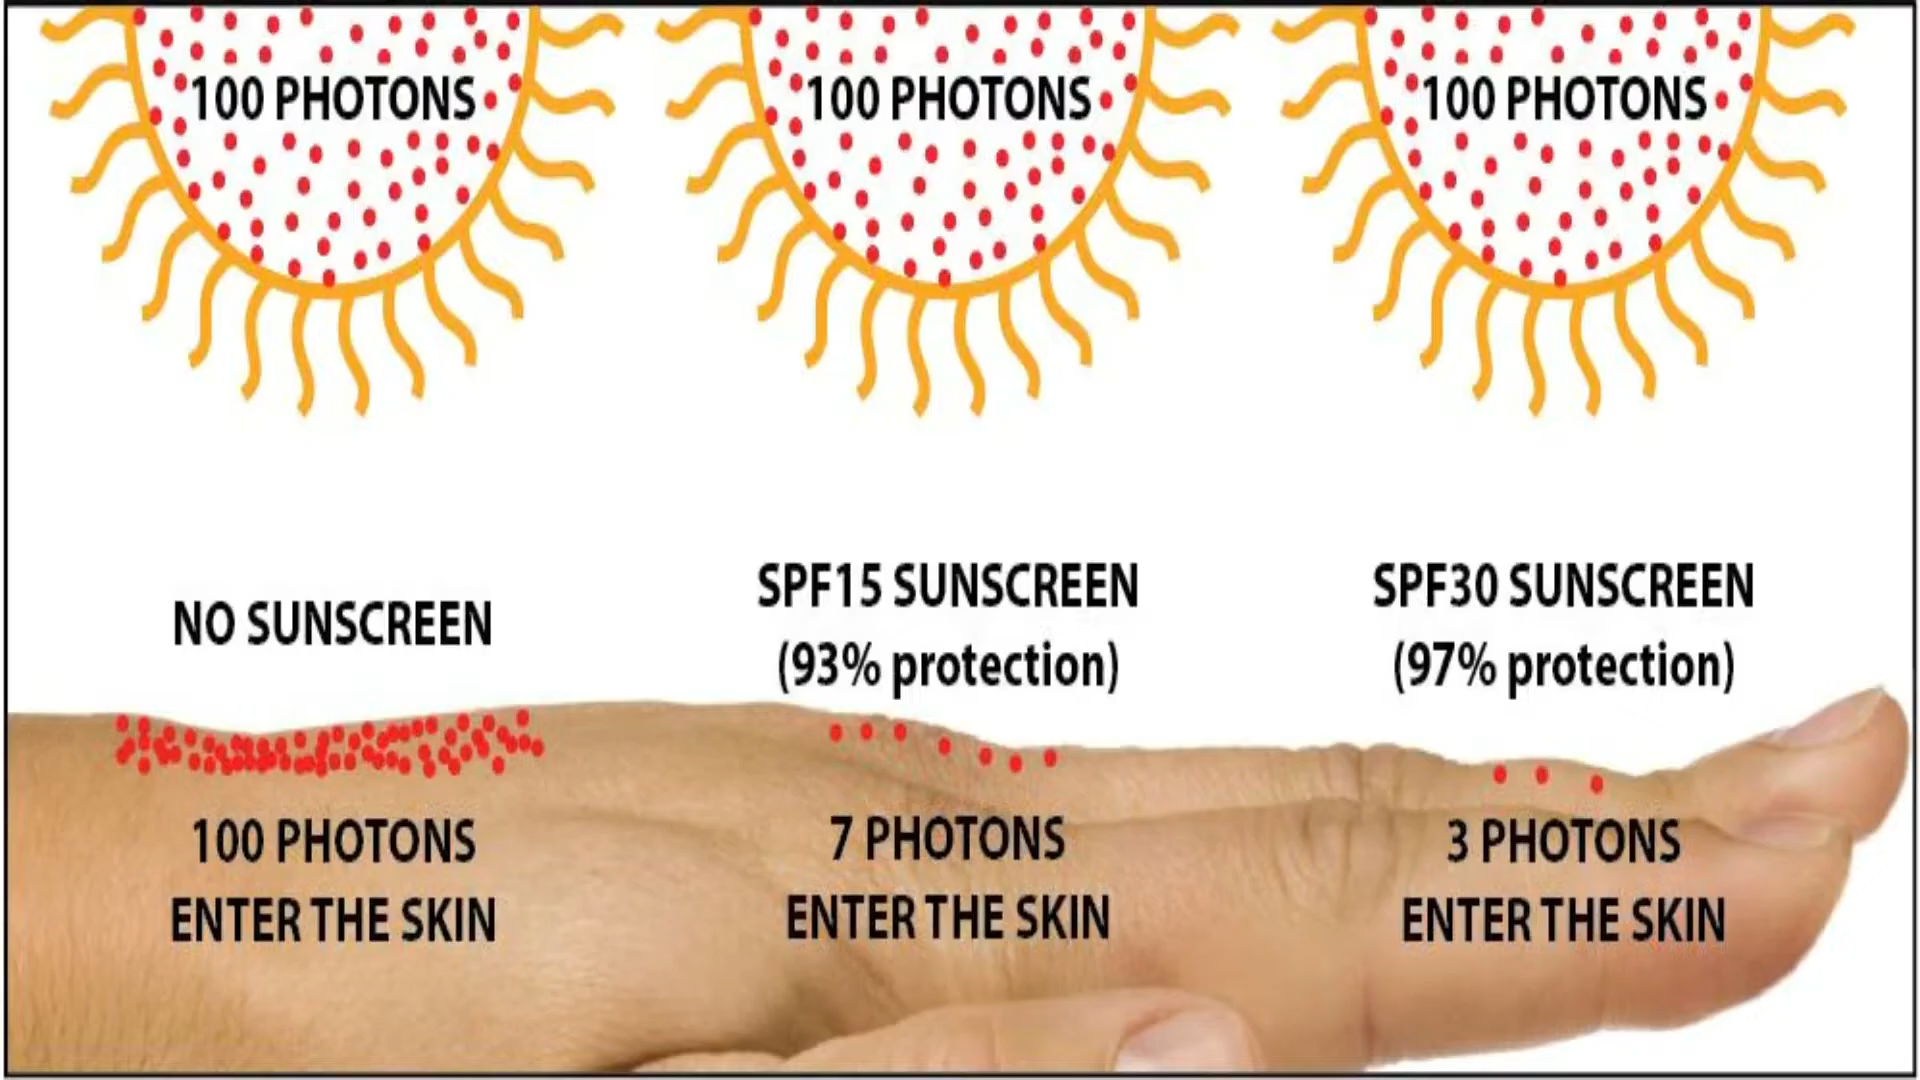 100 PHOTONS
100 PHOTONS
100 PHOTONS
NO SUNSCREEN
SPF15 SUNSCREEN
(93% protection)
SPF30 SUNSCREEN
(97% protection)
100 PHOTONS
ENTER THE SKIN
7 PHOTONS
ENTER THE SKIN
3 PHOTONS
ENTER THE SKIN